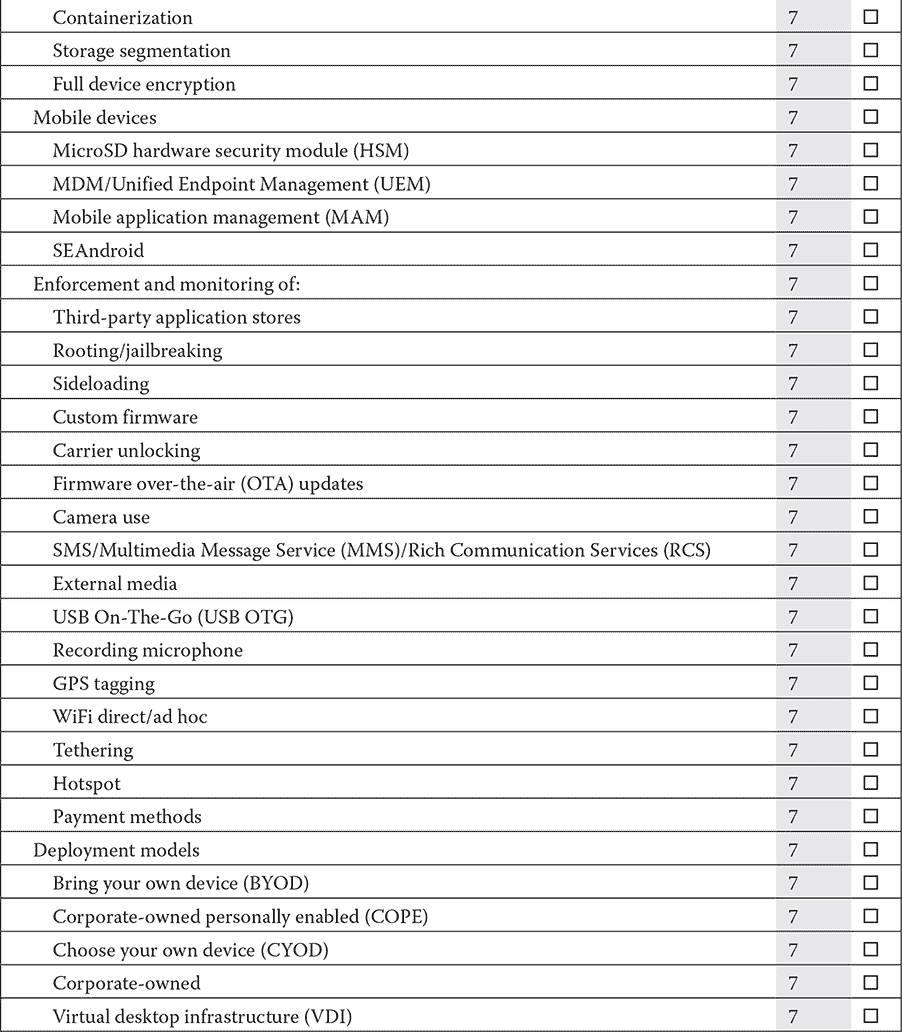 Containerization 7 ☐
Storage segmentation 7 ☐
Full device encryption 7 ☐
Mobile devices 7 ☐
MicroSD hardware security module (HSM) 7 ☐
MDM/Unified Endpoint Management (UEM) 7 ☐
Mobile application management (MAM) 7 ☐
SEAndroid 7 ☐
Enforcement and monitoring of: 7 ☐
Third-party application stores 7 ☐
Rooting/jailbreaking 7 ☐
Sideloading 7 ☐
Custom firmware 7 ☐
Carrier unlocking 7 ☐
Firmware over-the-air (OTA) updates 7 ☐
Camera use 7 ☐
SMS/Multimedia Message Service (MMS)/Rich Communication Services (RCS) 7 ☐
External media 7 ☐
USB On-The-Go (USB OTG) 7 ☐
Recording microphone 7 ☐
GPS tagging 7 ☐
WiFi direct/ad hoc 7 ☐
Tethering 7 ☐
Hotspot 7 ☐
Payment methods 7 ☐
Deployment models 7 ☐
Bring your own device (BYOD) 7 ☐
Corporate-owned personally enabled (COPE) 7 ☐
Choose your own device (CYOD) 7 ☐
Corporate-owned 7 ☐
Virtual desktop infrastructure (VDI) 7 ☐